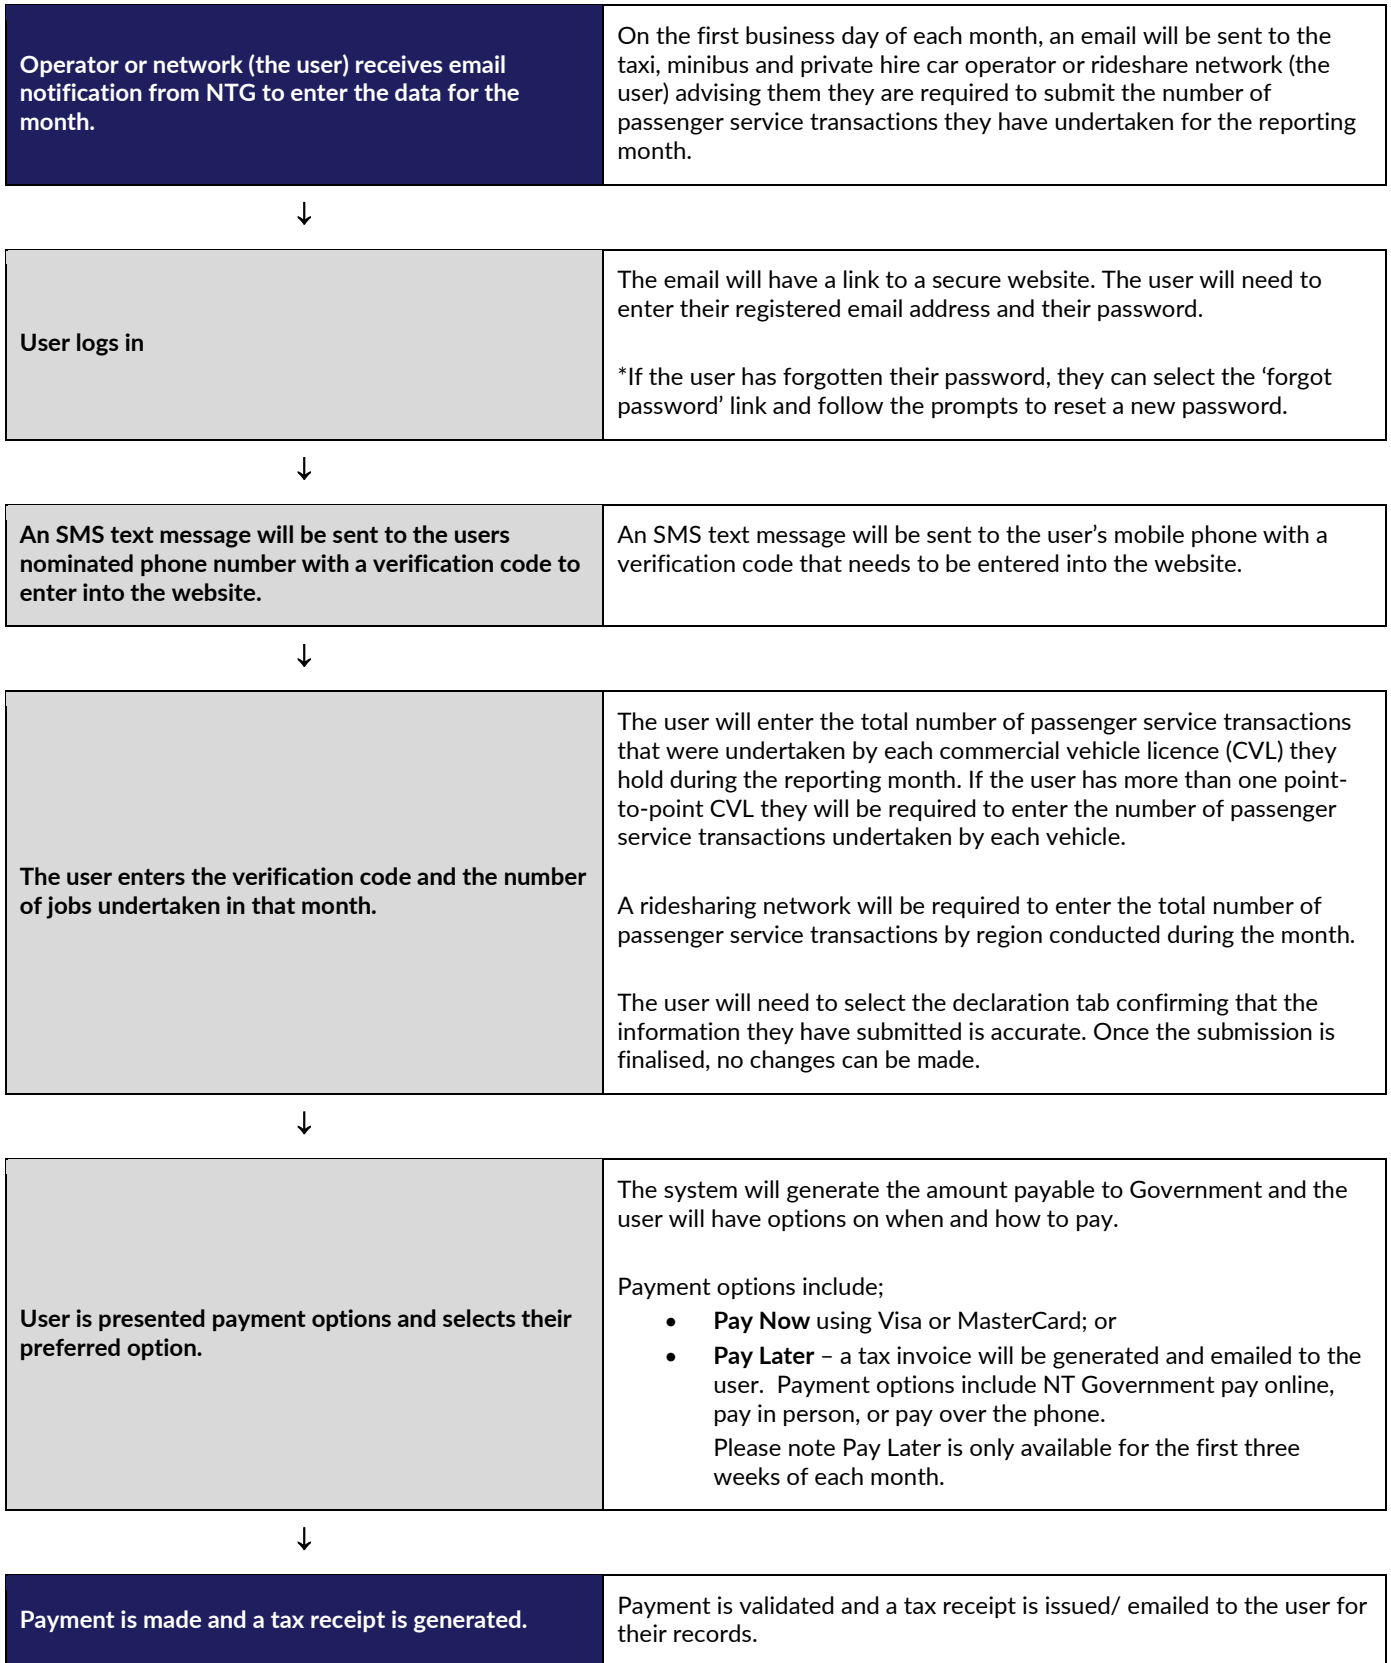 Operator or network (the user) receives email
notification from NTG to enter the data for the
month.
On the first business day of each month, an email will be sent to the
taxi, minibus and private hire car operator or rideshare network (the
user) advising them they are required to submit the number of
passenger service transactions they have undertaken for the reporting
month.
↓
User logs in
The email will have a link to a secure website. The user will need to
enter their registered email address and their password.
*If the user has forgotten their password, they can select the ‘forgot
password’ link and follow the prompts to reset a new password.
↓
An SMS text message will be sent to the users
nominated phone number with a verification code to
enter into the website.
An SMS text message will be sent to the user’s mobile phone with a
verification code that needs to be entered into the website.
↓
The user enters the verification code and the number
of jobs undertaken in that month.
The user will enter the total number of passenger service transactions
that were undertaken by each commercial vehicle licence (CVL) they
hold during the reporting month. If the user has more than one point-
to-point CVL they will be required to enter the number of passenger
service transactions undertaken by each vehicle.
A ridesharing network will be required to enter the total number of
passenger service transactions by region conducted during the month.
The user will need to select the declaration tab confirming that the
information they have submitted is accurate. Once the submission is
finalised, no changes can be made.
↓
User is presented payment options and selects their
preferred option.
The system will generate the amount payable to Government and the
user will have options on when and how to pay.
Payment options include;
• Pay Now using Visa or MasterCard; or
• Pay Later – a tax invoice will be generated and emailed to the
user. Payment options include NT Government pay online,
pay in person, or pay over the phone.
Please note Pay Later is only available for the first three
weeks of each month.
↓
Payment is made and a tax receipt is generated.
Payment is validated and a tax receipt is issued/ emailed to the user for
their records.